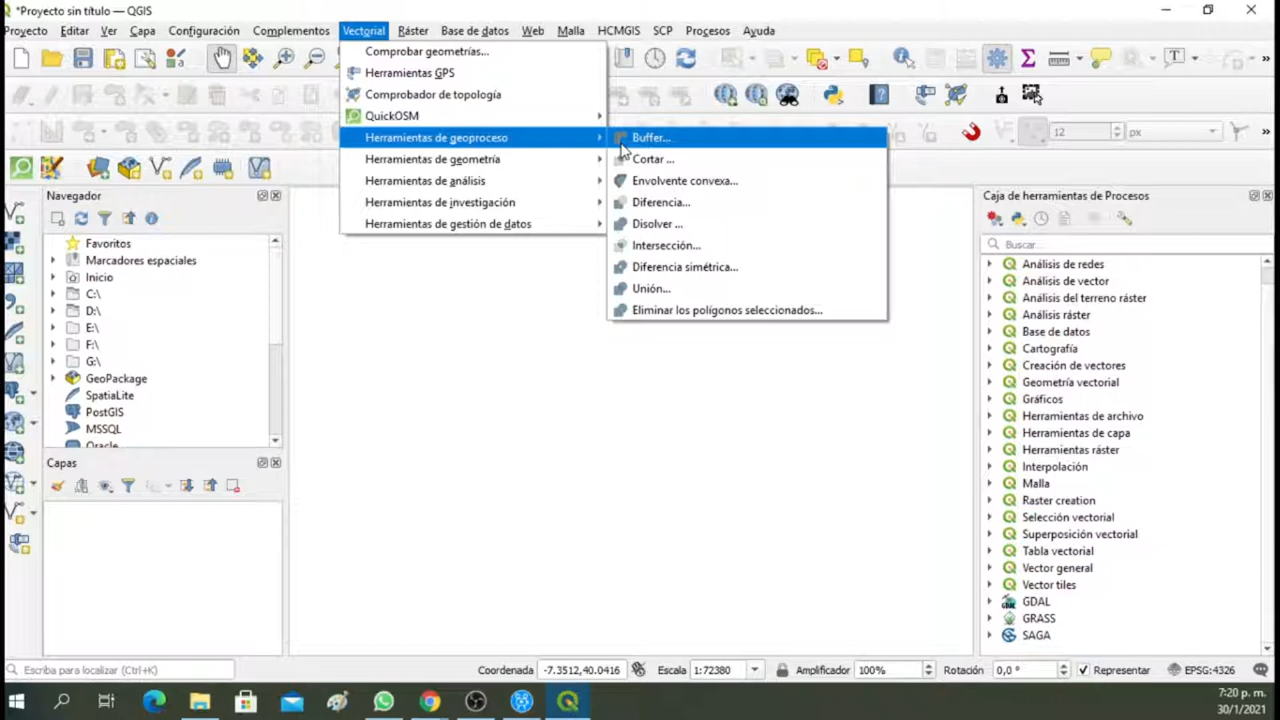 *Proyecto sin título — QGIS
Proyecto Editar Ver Capa Configuración Complementos Vectorial Ráster Base de datos Web Malla HCMGIS SCP Procesos Ayuda
Comprobar geometrías...
Herramientas GPS
Comprobador de topología
QuickOSM
Herramientas de geoproceso
Herramientas de geometría
Herramientas de análisis
Herramientas de investigación
Herramientas de gestión de datos
Buffer...
Cortar ...
Envolvente convexa...
Diferencia...
Disolver ...
Intersección...
Diferencia simétrica...
Unión...
Eliminar los polígonos seleccionados...
12 px
Navegador
Favoritos
Marcadores espaciales
Inicio
C:\
D:\
E:\
F:\
G:\
GeoPackage
SpatiaLite
PostGIS
MSSQL
Oracle
Capas
Caja de herramientas de Procesos
Buscar...
Análisis de redes
Análisis de vector
Análisis del terreno ráster
Análisis ráster
Base de datos
Cartografía
Creación de vectores
Geometría vectorial
Gráficos
Herramientas de archivo
Herramientas de capa
Herramientas ráster
Interpolación
Malla
Raster creation
Selección vectorial
Superposición vectorial
Tabla vectorial
Vector general
Vector tiles
GDAL
GRASS
SAGA
Escriba para localizar (Ctrl+K) Coordenada -7.3512,40.0416 Escala 1:72380 Amplificador 100% Rotación 0,0 ° Representar EPSG:4326
7:20 p. m.
30/1/2021